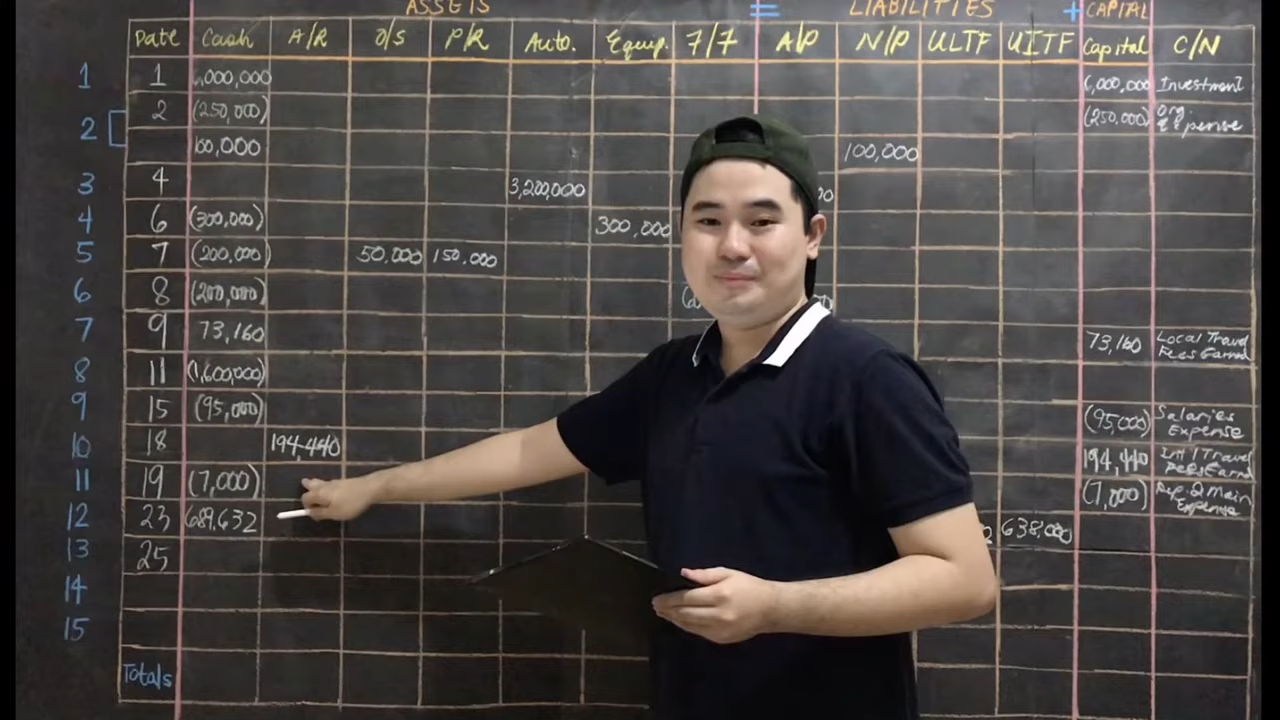 ASSETS = LIABILITIES + CAPITAL
Date Cash A/R O/S P/R Auto. Equip. 7/7 A/P N/P ULTF UITF Capital C/N
1 1 ,000,000 ,000,000 Investment
2 2 (250,000) (250,000) Org. Expense
100,000 100,000
3 4 3,200,000
4 6 (300,000) 300,000
5 7 (200,000) 50,000 150,000
6 8 (200,000)
7 9 73,160 73,160 Local Travel Fees Earned
8 11 (1,600,000)
9 15 (95,000) (95,000) Salaries Expense
10 18 194,440 194,440 Int'l Travel Fees Earned
11 19 (7,000) (7,000) Rep. & Main Expense
12 23 689,632 638,000
13 25
14
15
Totals